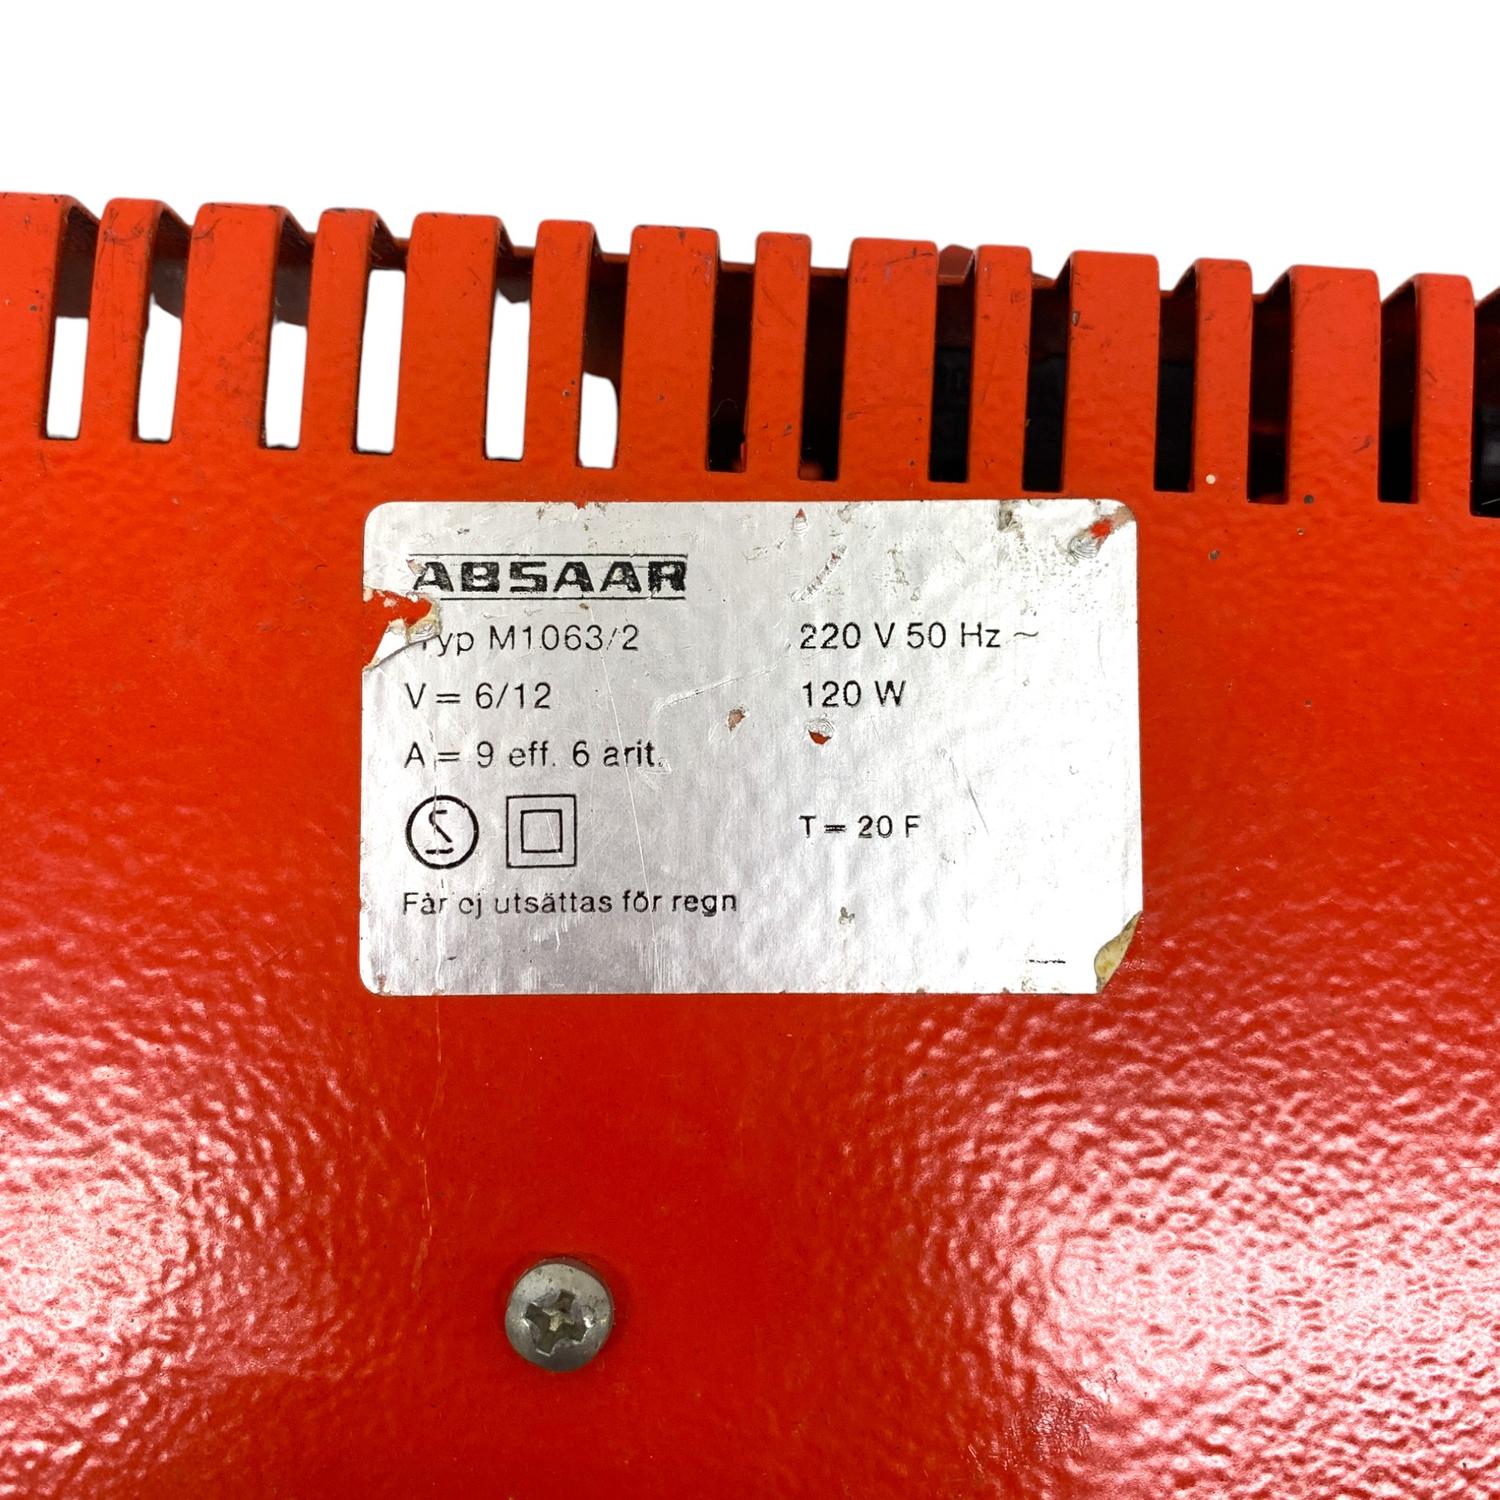 ABSAAR
Typ M1063/2 220 V 50 Hz ~
V = 6/12 120 W
A = 9 eff. 6 arit.
S T = 20 F
Får ej utsättas för regn